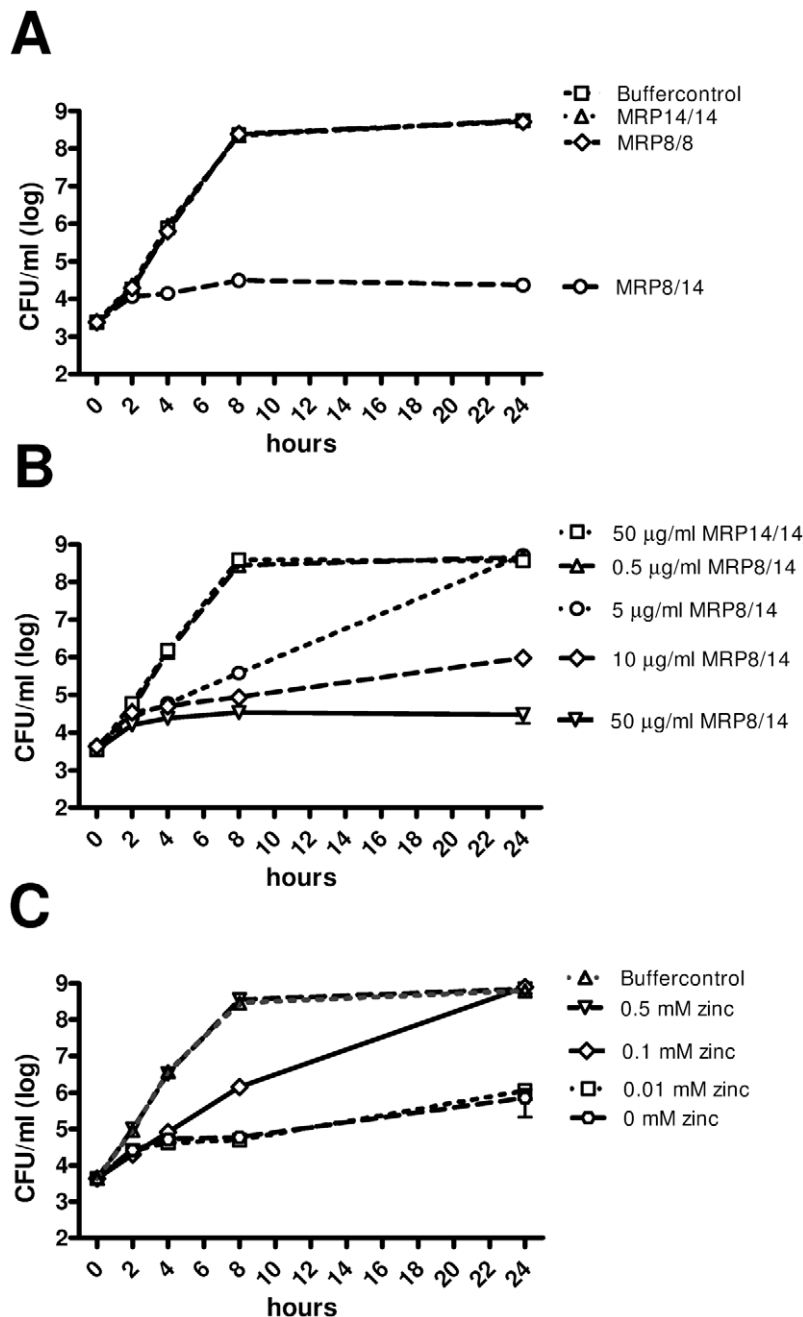 A
CFU/ml (log)
9
8
7
6
5
4
3
2
0 2 4 6 8 10 12 14 16 18 20 22 24
hours
Buffercontrol
MRP14/14
MRP8/8
MRP8/14
B
CFU/ml (log)
9
8
7
6
5
4
3
2
0 2 4 6 8 10 12 14 16 18 20 22 24
hours
50 µg/ml MRP14/14
0.5 µg/ml MRP8/14
5 µg/ml MRP8/14
10 µg/ml MRP8/14
50 µg/ml MRP8/14
C
CFU/ml (log)
9
8
7
6
5
4
3
2
0 2 4 6 8 10 12 14 16 18 20 22 24
hours
Buffercontrol
0.5 mM zinc
0.1 mM zinc
0.01 mM zinc
0 mM zinc